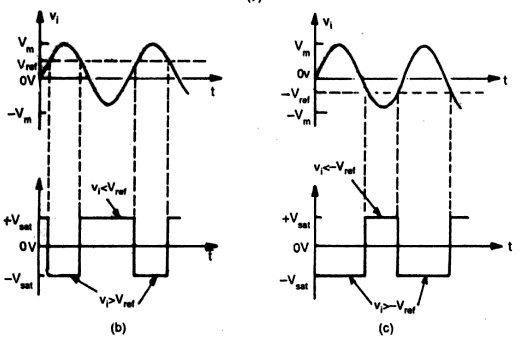 vi
Vm
Vref
0V
t
−Vm
vi<Vref
+Vsat
0V
t
−Vsat
vi>Vref
(b)
vi
Vm
0V
t
−Vref
−Vm
vi<−Vref
+Vsat
0V
t
−Vsat
vi>−Vref
(c)